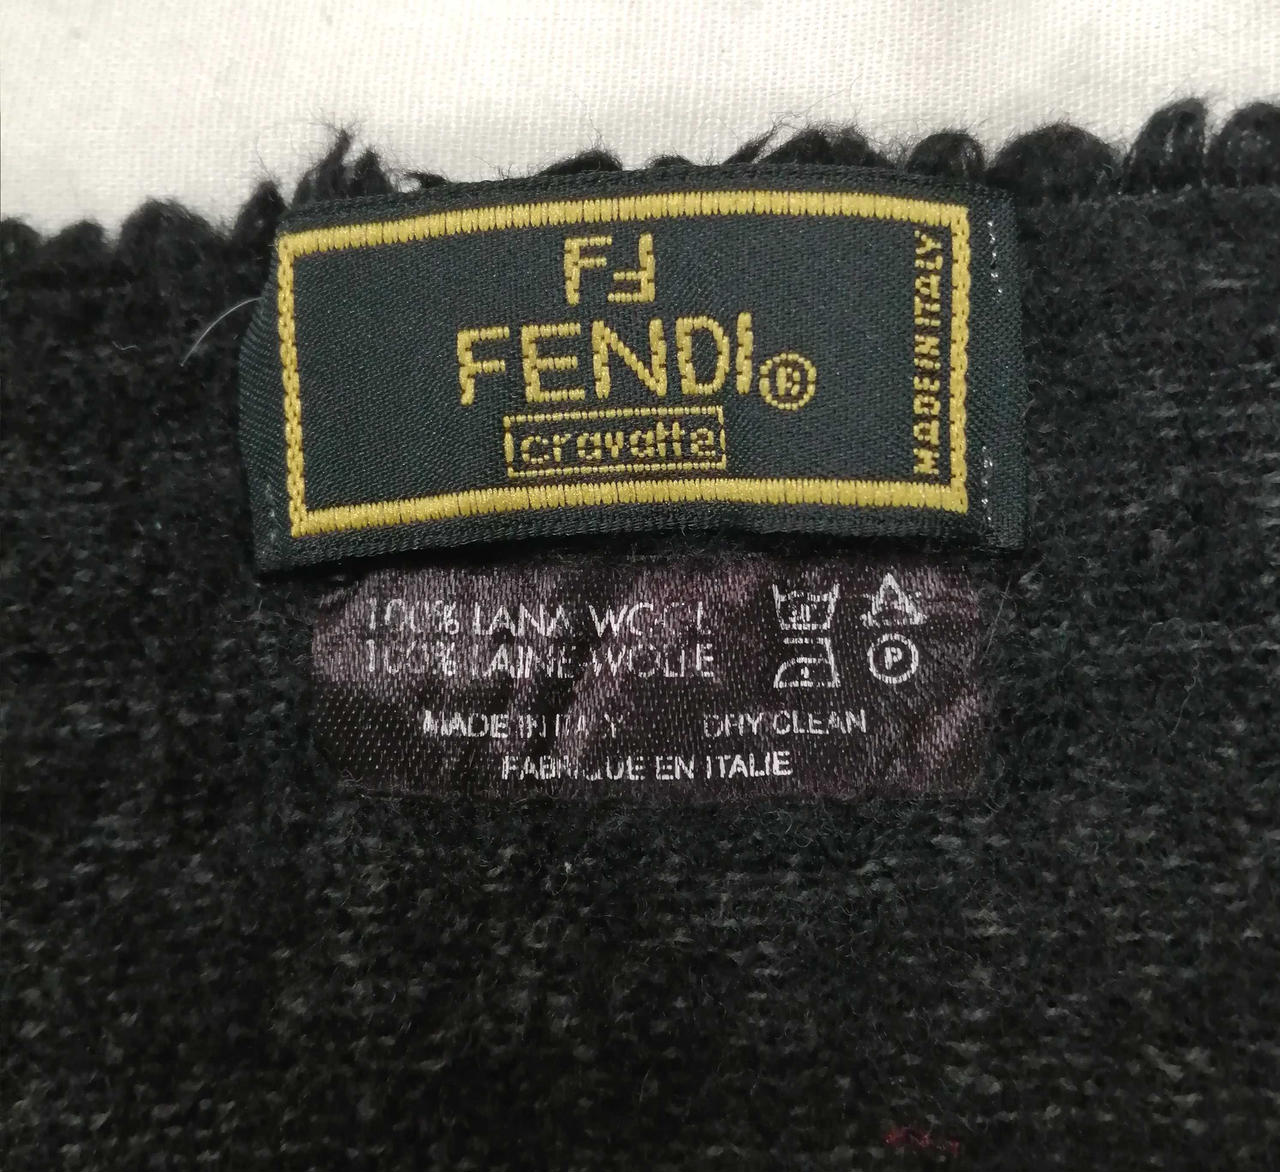 FF
FENDI®
cravatte
MADE IN ITALY
100% LANA WOOL
100% LAINE WOLLE
P
MADE IN ITALY DRY CLEAN
FABRIQUE EN ITALIE